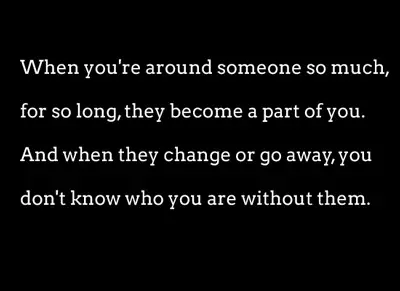 When you're around someone so much,
for so long, they become a part of you.
And when they change or go away, you
don't know who you are without them.